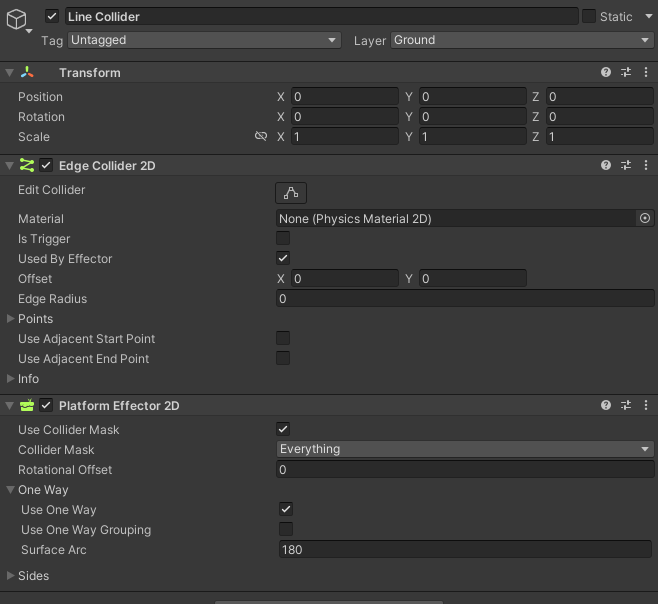 Line Collider Static
Tag Untagged Layer Ground
Transform
Position X 0 Y 0 Z 0
Rotation X 0 Y 0 Z 0
Scale X 1 Y 1 Z 1
Edge Collider 2D
Edit Collider
Material None (Physics Material 2D)
Is Trigger
Used By Effector
Offset X 0 Y 0
Edge Radius 0
Points
Use Adjacent Start Point
Use Adjacent End Point
Info
Platform Effector 2D
Use Collider Mask
Collider Mask Everything
Rotational Offset 0
One Way
Use One Way
Use One Way Grouping
Surface Arc 180
Sides